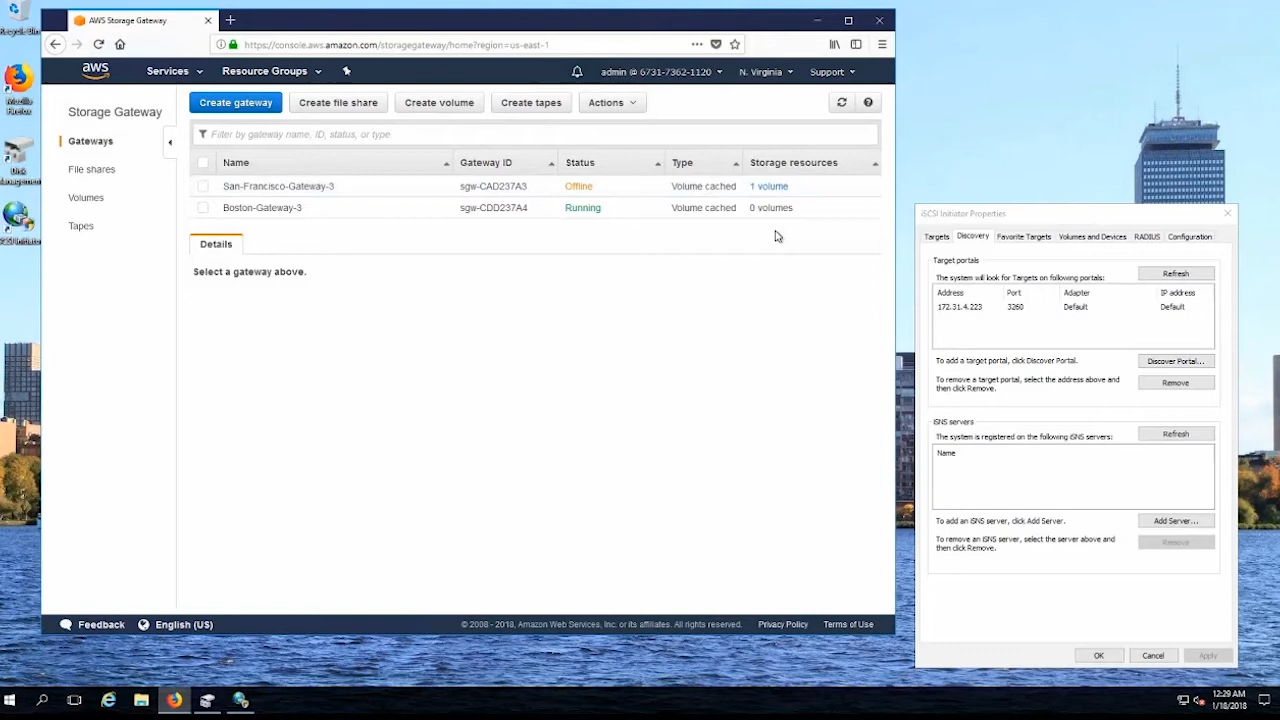 Recycle Bin
AWS Storage Gateway
https://console.aws.amazon.com/storagegateway/home?region=us-east-1
aws
Services
Resource Groups
admin @ 6731-7362-1120
N. Virginia
Support
Mozilla
Firefox
Disk
Management
iSCSI Initiator
Storage Gateway
Gateways
File shares
Volumes
Tapes
Create gateway
Create file share
Create volume
Create tapes
Actions
Filter by gateway name, ID, status, or type.
Name Gateway ID Status Type Storage resources
San-Francisco-Gateway-3 sgw-CAD237A3 Offline Volume cached 1 volume
Boston-Gateway-3 sgw-CD2237A4 Running Volume cached 0 volumes
Details
Select a gateway above.
Feedback
English (US)
© 2008 - 2018, Amazon Web Services, Inc. or its affiliates. All rights reserved.
Privacy Policy
Terms of Use
iSCSI Initiator Properties
Targets Discovery Favorite Targets Volumes and Devices RADIUS Configuration
Target portals
The system will look for Targets on following portals:
Refresh
Address Port Adapter IP address
172.31.4.223 3260 Default Default
To add a target portal, click Discover Portal.
Discover Portal...
To remove a target portal, select the address above and
then click Remove.
Remove
iSNS servers
The system is registered on the following iSNS servers:
Refresh
Name
To add an iSNS server, click Add Server.
Add Server...
To remove an iSNS server, select the server above and
then click Remove.
Remove
OK
Cancel
Apply
12:29 AM
1/18/2018